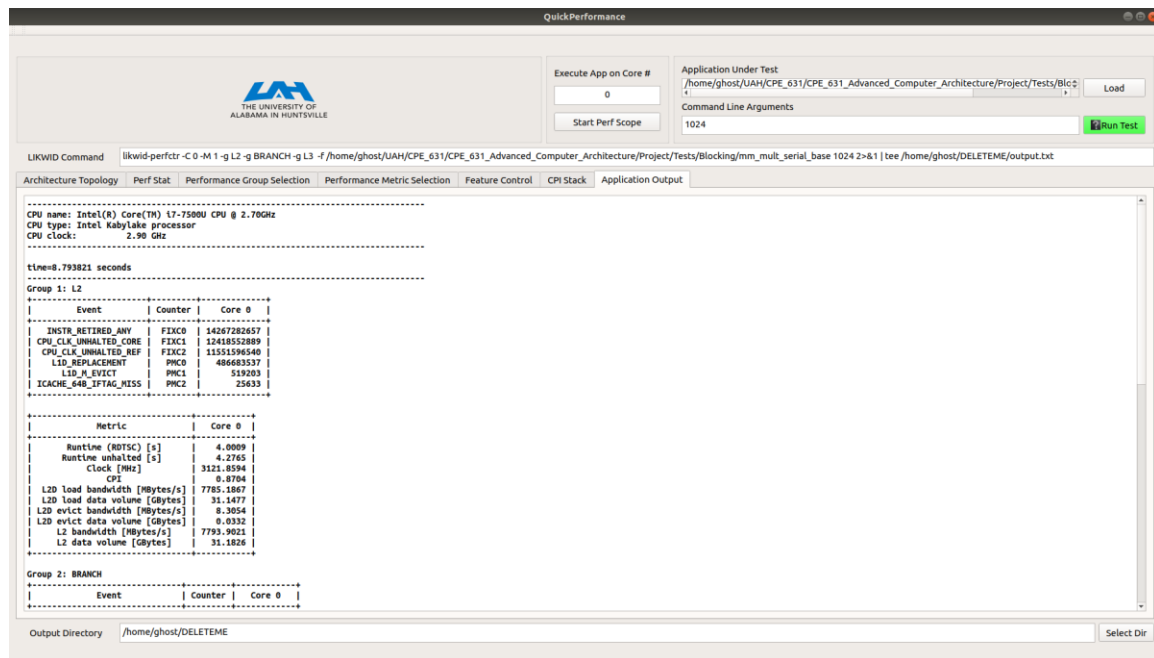 QuickPerformance
UAH
THE UNIVERSITY OF
ALABAMA IN HUNTSVILLE
Execute App on Core #
0
Start Perf Scope
Application Under Test
/home/ghost/UAH/CPE_631/CPE_631_Advanced_Computer_Architecture/Project/Tests/Bloc
Load
Command Line Arguments
1024
Run Test
LIKWID Command
likwid-perfctr -C 0 -M 1 -g L2 -g BRANCH -g L3 -f /home/ghost/UAH/CPE_631/CPE_631_Advanced_Computer_Architecture/Project/Tests/Blocking/mm_mult_serial_base 1024 2>&1 | tee /home/ghost/DELETEME/output.txt
Architecture Topology Perf Stat Performance Group Selection Performance Metric Selection Feature Control CPI Stack Application Output
--------------------------------------------------------------------------------
CPU name: Intel(R) Core(TM) i7-7500U CPU @ 2.70GHz
CPU type: Intel Kabylake processor
CPU clock: 2.90 GHz
--------------------------------------------------------------------------------
time=8.793821 seconds
--------------------------------------------------------------------------------
Group 1: L2
+-----------------------+---------+-------------+
| Event | Counter | Core 0 |
+-----------------------+---------+-------------+
| INSTR_RETIRED_ANY | FIXC0 | 14267282657 |
| CPU_CLK_UNHALTED_CORE | FIXC1 | 12418552889 |
| CPU_CLK_UNHALTED_REF | FIXC2 | 11551596540 |
| L1D_REPLACEMENT | PMC0 | 486683537 |
| L1D_M_EVICT | PMC1 | 519203 |
| ICACHE_64B_IFTAG_MISS | PMC2 | 25633 |
+-----------------------+---------+-------------+
+--------------------------------+-----------+
| Metric | Core 0 |
+--------------------------------+-----------+
| Runtime (RDTSC) [s] | 4.0009 |
| Runtime unhalted [s] | 4.2765 |
| Clock [MHz] | 3121.8594 |
| CPI | 0.8704 |
| L2D load bandwidth [MBytes/s] | 7785.1867 |
| L2D load data volume [GBytes] | 31.1477 |
| L2D evict bandwidth [MBytes/s] | 8.3054 |
| L2D evict data volume [GBytes] | 0.0332 |
| L2 bandwidth [MBytes/s] | 7793.9021 |
| L2 data volume [GBytes] | 31.1826 |
+--------------------------------+-----------+
Group 2: BRANCH
+------------------------------+---------+------------+
| Event | Counter | Core 0 |
+------------------------------+---------+------------+
Output Directory
/home/ghost/DELETEME
Select Dir